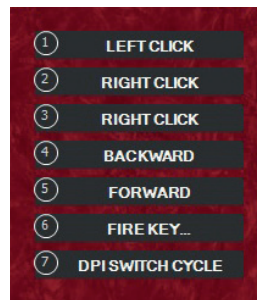 1 LEFT CLICK
2 RIGHT CLICK
3 RIGHT CLICK
4 BACKWARD
5 FORWARD
6 FIRE KEY...
7 DPI SWITCH CYCLE